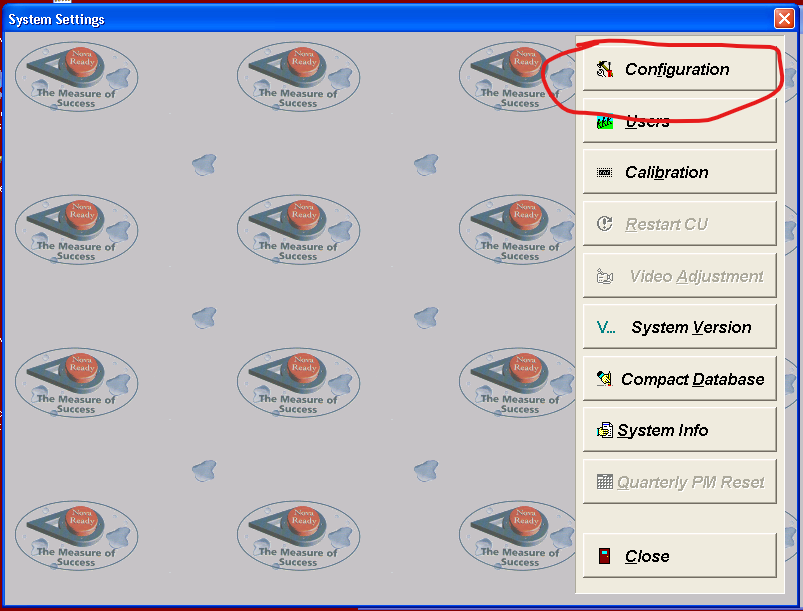 System Settings
Nova
Ready
The Measure of
Success
Nova
Ready
The Measure of
Success
Nova
Ready
The Measure of
Success
Configuration
Users
Calibration
Nova
Ready
The Measure of
Success
Nova
Ready
The Measure of
Success
Nova
Ready
The Measure of
Success
Restart CU
Video Adjustment
V... System Version
Nova
Ready
The Measure of
Success
Nova
Ready
The Measure of
Success
Nova
Ready
The Measure of
Success
Compact Database
System Info
Quarterly PM Reset
Nova
Ready
The Measure of
Success
Nova
Ready
The Measure of
Success
Nova
Ready
The Measure of
Success
Close